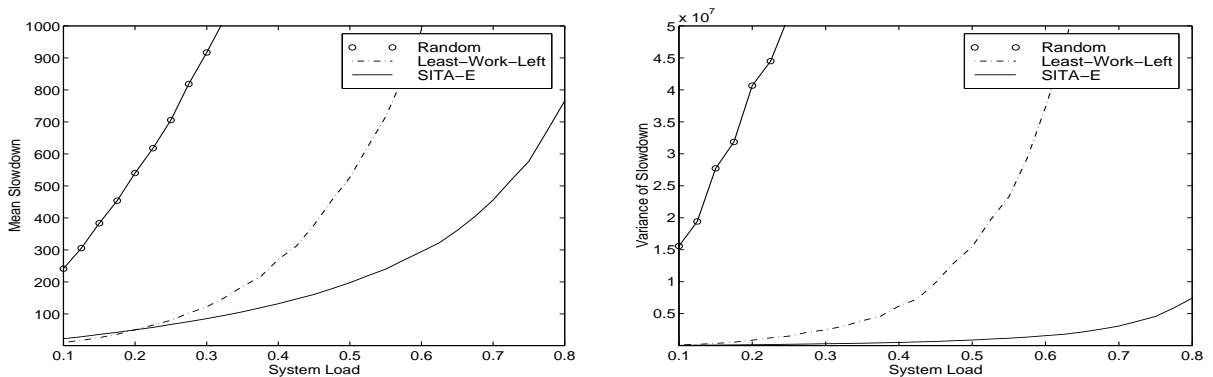 1000
900
800
700
600
500
400
300
200
100
Mean Slowdown
0.1 0.2 0.3 0.4 0.5 0.6 0.7 0.8
System Load
Random
Least−Work−Left
SITA−E
x 10^7
5
4.5
4
3.5
3
2.5
2
1.5
1
0.5
Variance of Slowdown
0.1 0.2 0.3 0.4 0.5 0.6 0.7 0.8
System Load
Random
Least−Work−Left
SITA−E